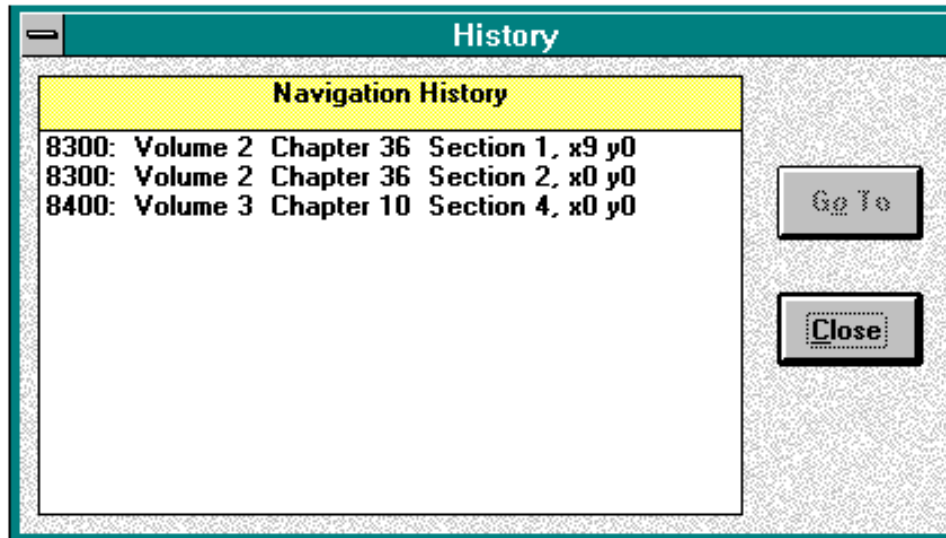 History
Navigation History
8300: Volume 2 Chapter 36 Section 1, x9 y0
8300: Volume 2 Chapter 36 Section 2, x0 y0
8400: Volume 3 Chapter 10 Section 4, x0 y0
Go To
Close